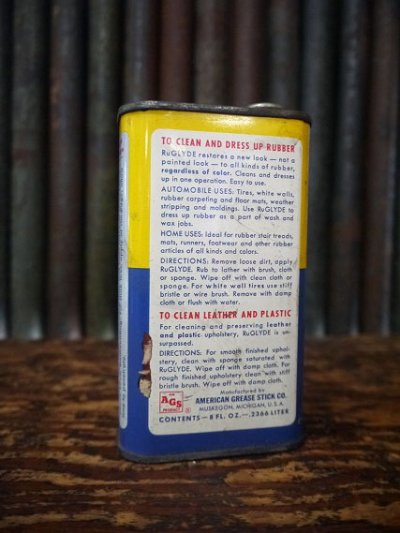 TO CLEAN AND DRESS UP RUBBER
RUGLYDE restores a new look — not a
painted look — to all kinds of rubber,
regardless of color. Cleans and dresses
up in one operation. Easy to use.
AUTOMOBILE USES: Tires, white walls,
rubber carpeting and floor mats, weather
stripping and moldings. Use RUGLYDE to
dress up rubber as a part of wash and
wax jobs.
HOME USES: Ideal for rubber stair treads,
mats, runners, footwear and other rubber
articles of all kinds and colors.
DIRECTIONS: Remove loose dirt, apply
RUGLYDE. Rub to lather with brush, cloth
or sponge. Wipe off with clean cloth or
sponge. For white wall tires use stiff
bristle or wire brush. Remove with damp
cloth or flush with water.
TO CLEAN LEATHER AND PLASTIC
For cleaning and preserving leather
and plastic upholstery, RUGLYDE is un-
surpassed.
DIRECTIONS: For smooth finished uphol-
stery, clean with sponge saturated with
RUGLYDE. Wipe off with damp cloth. For
rough finished upholstery clean with stiff
bristle brush. Wipe off with damp cloth.
Manufactured by
AGS
PRODUCT
AMERICAN GREASE STICK CO.
MUSKEGON, MICHIGAN, U.S.A.
CONTENTS—8 FL. OZ.—.2366 LITER